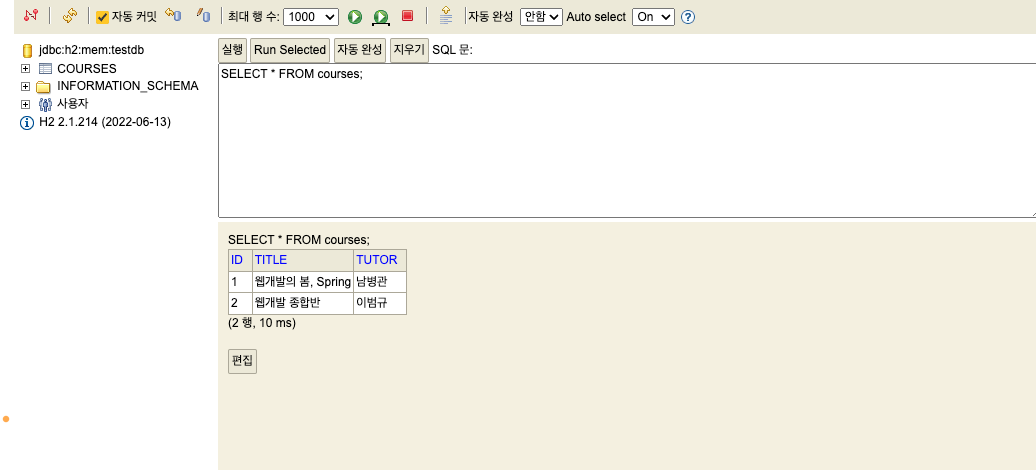 자동 커밋 최대 행 수: 1000 자동 완성 안함 Auto select On
jdbc:h2:mem:testdb
COURSES
INFORMATION_SCHEMA
사용자
H2 2.1.214 (2022-06-13)
실행 Run Selected 자동 완성 지우기 SQL 문:
SELECT * FROM courses;
SELECT * FROM courses;
ID TITLE TUTOR
1 웹개발의 봄, Spring 남병관
2 웹개발 종합반 이범규
(2 행, 10 ms)
편집